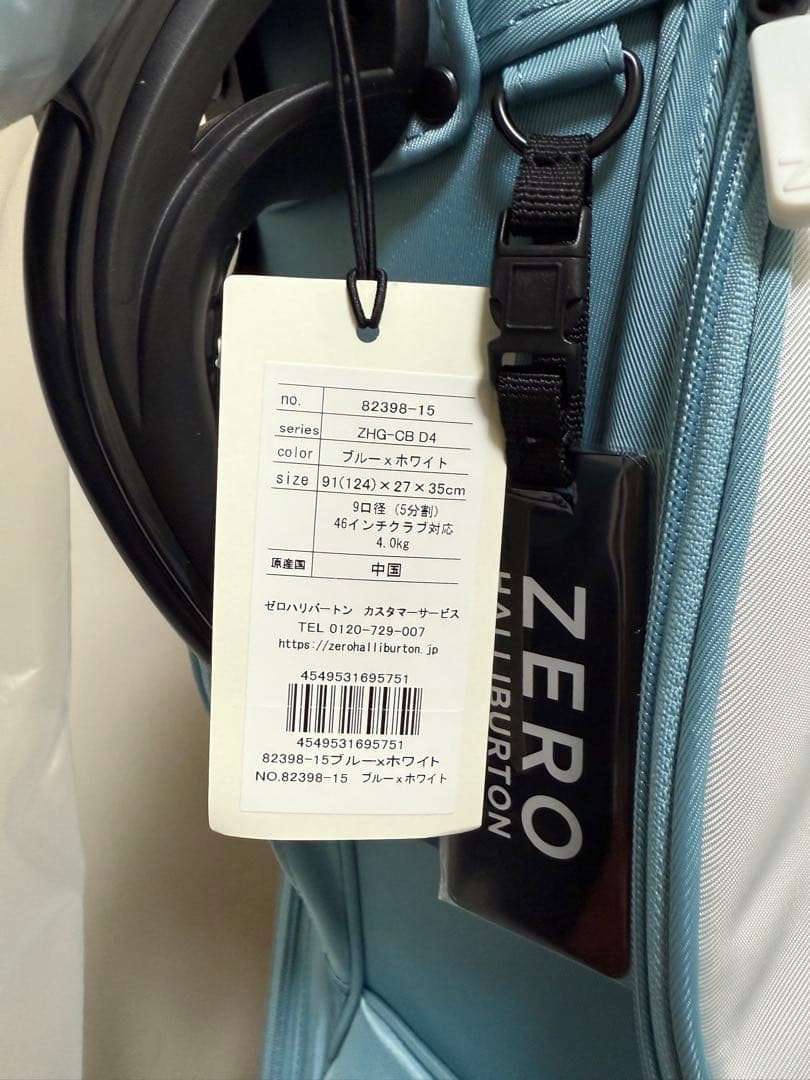 no. 82398-15
series ZHG-CB D4
color ブルー x ホワイト
size 91(124)×27×35cm
9口径 (5分割)
46インチクラブ対応
4.0kg
原産国 中国
ゼロハリバートン カスタマーサービス
TEL 0120-729-007
https://zerohalliburton.jp
4549531695751
4549531695751
82398-15ブルー×ホワイト
NO.82398-15 ブルー x ホワイト
ZERO
HALLIBURTON